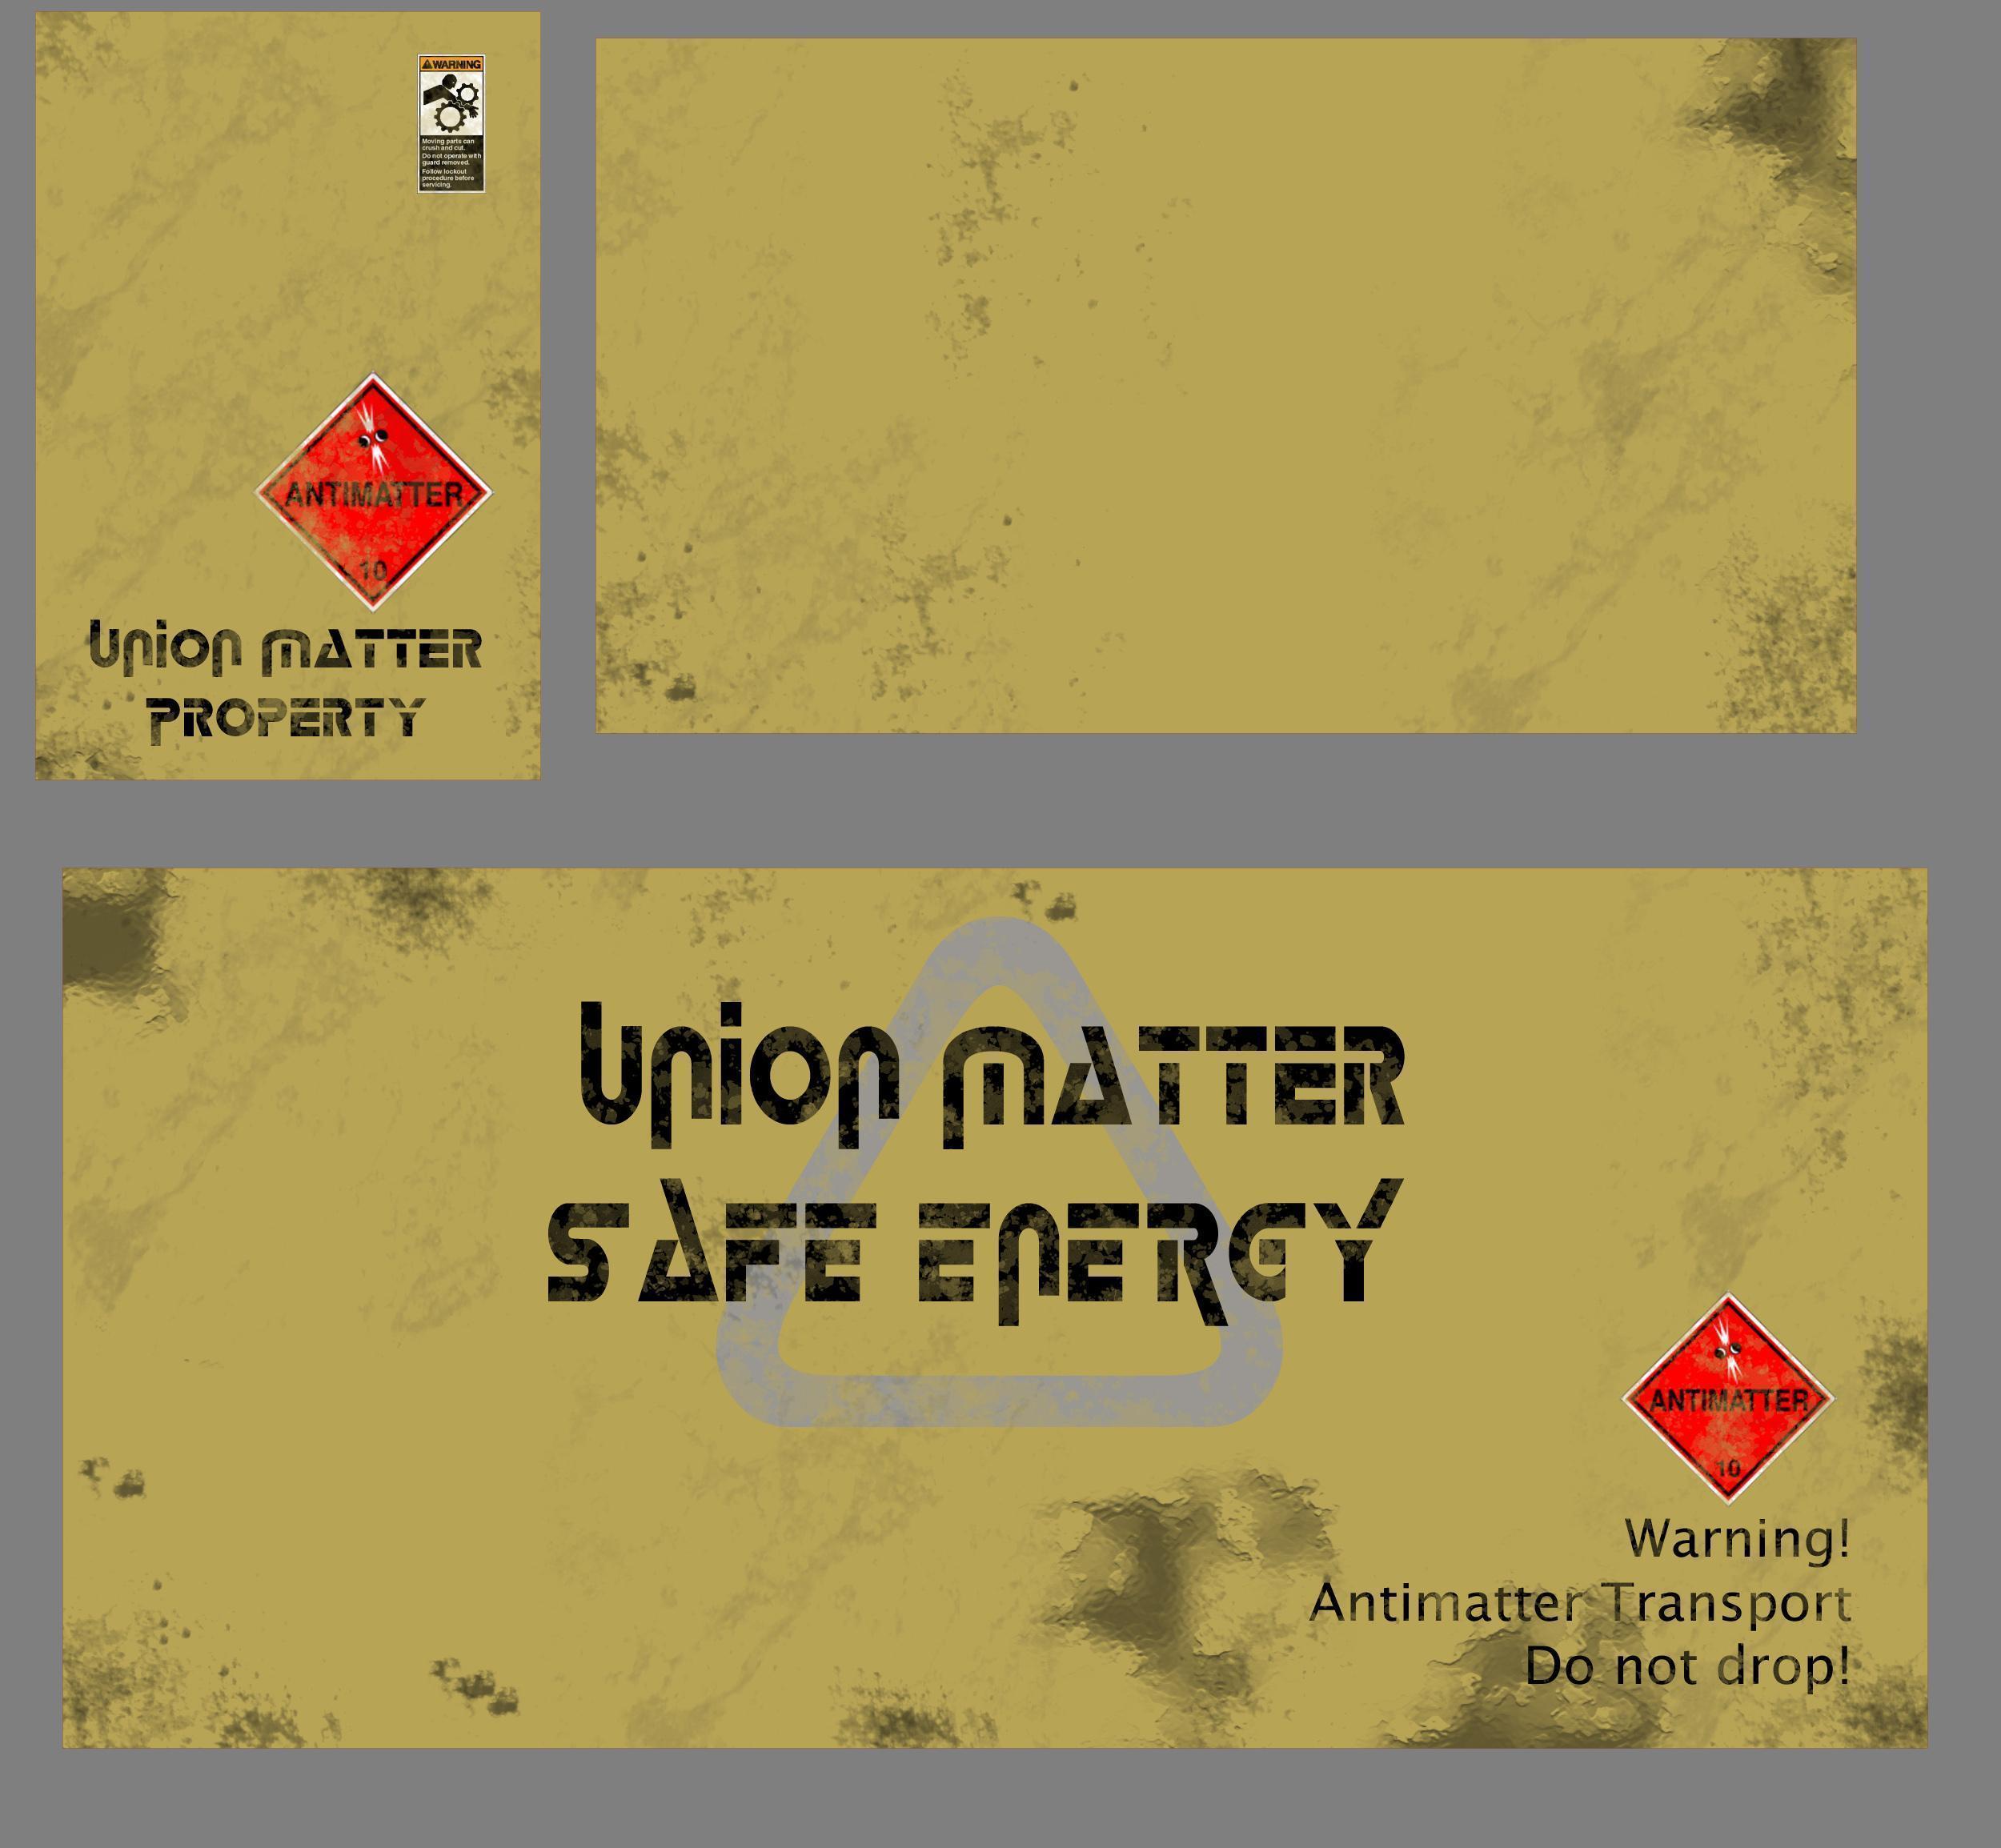 WARNING
Moving parts can
crush and cut.
Do not operate with
guard removed.
Follow lockout
procedure before
servicing.
ANTIMATTER
10
Union MATTER
PROPERTY
Union MATTER
SAFE EnERGY
ANTIMATTER
10
Warning!
Antimatter Transport
Do not drop!